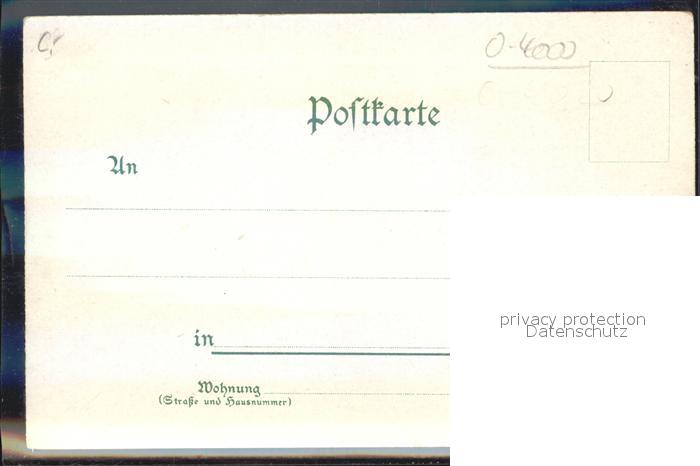 C,
O-4000
Poſtkarte
An
privacy protection
Datenschutz
in
Wohnung
(Straße und Hausnummer)